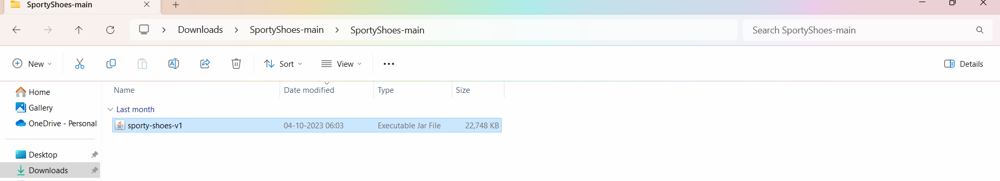 SportyShoes-main
Downloads SportyShoes-main SportyShoes-main Search SportyShoes-main
New Sort View Details
Name Date modified Type Size
Home
Last month
Gallery
sporty-shoes-v1 04-10-2023 06:03 Executable Jar File 22,748 KB
OneDrive - Personal
Desktop
Downloads